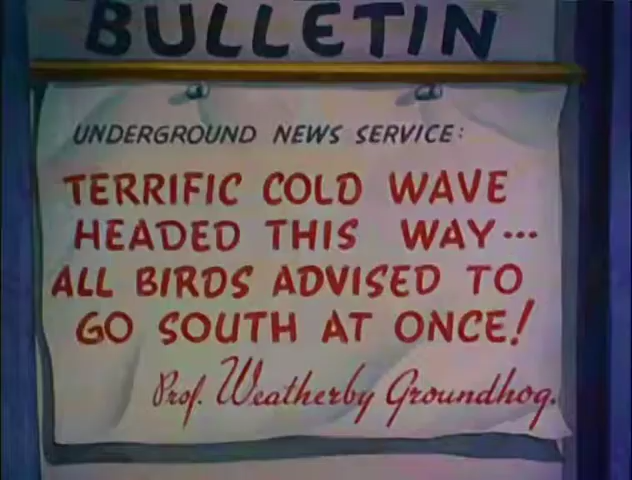 BULLETIN
UNDERGROUND NEWS SERVICE:
TERRIFIC COLD WAVE
HEADED THIS WAY...
ALL BIRDS ADVISED TO
GO SOUTH AT ONCE!
Prof. Weatherby Groundhog.